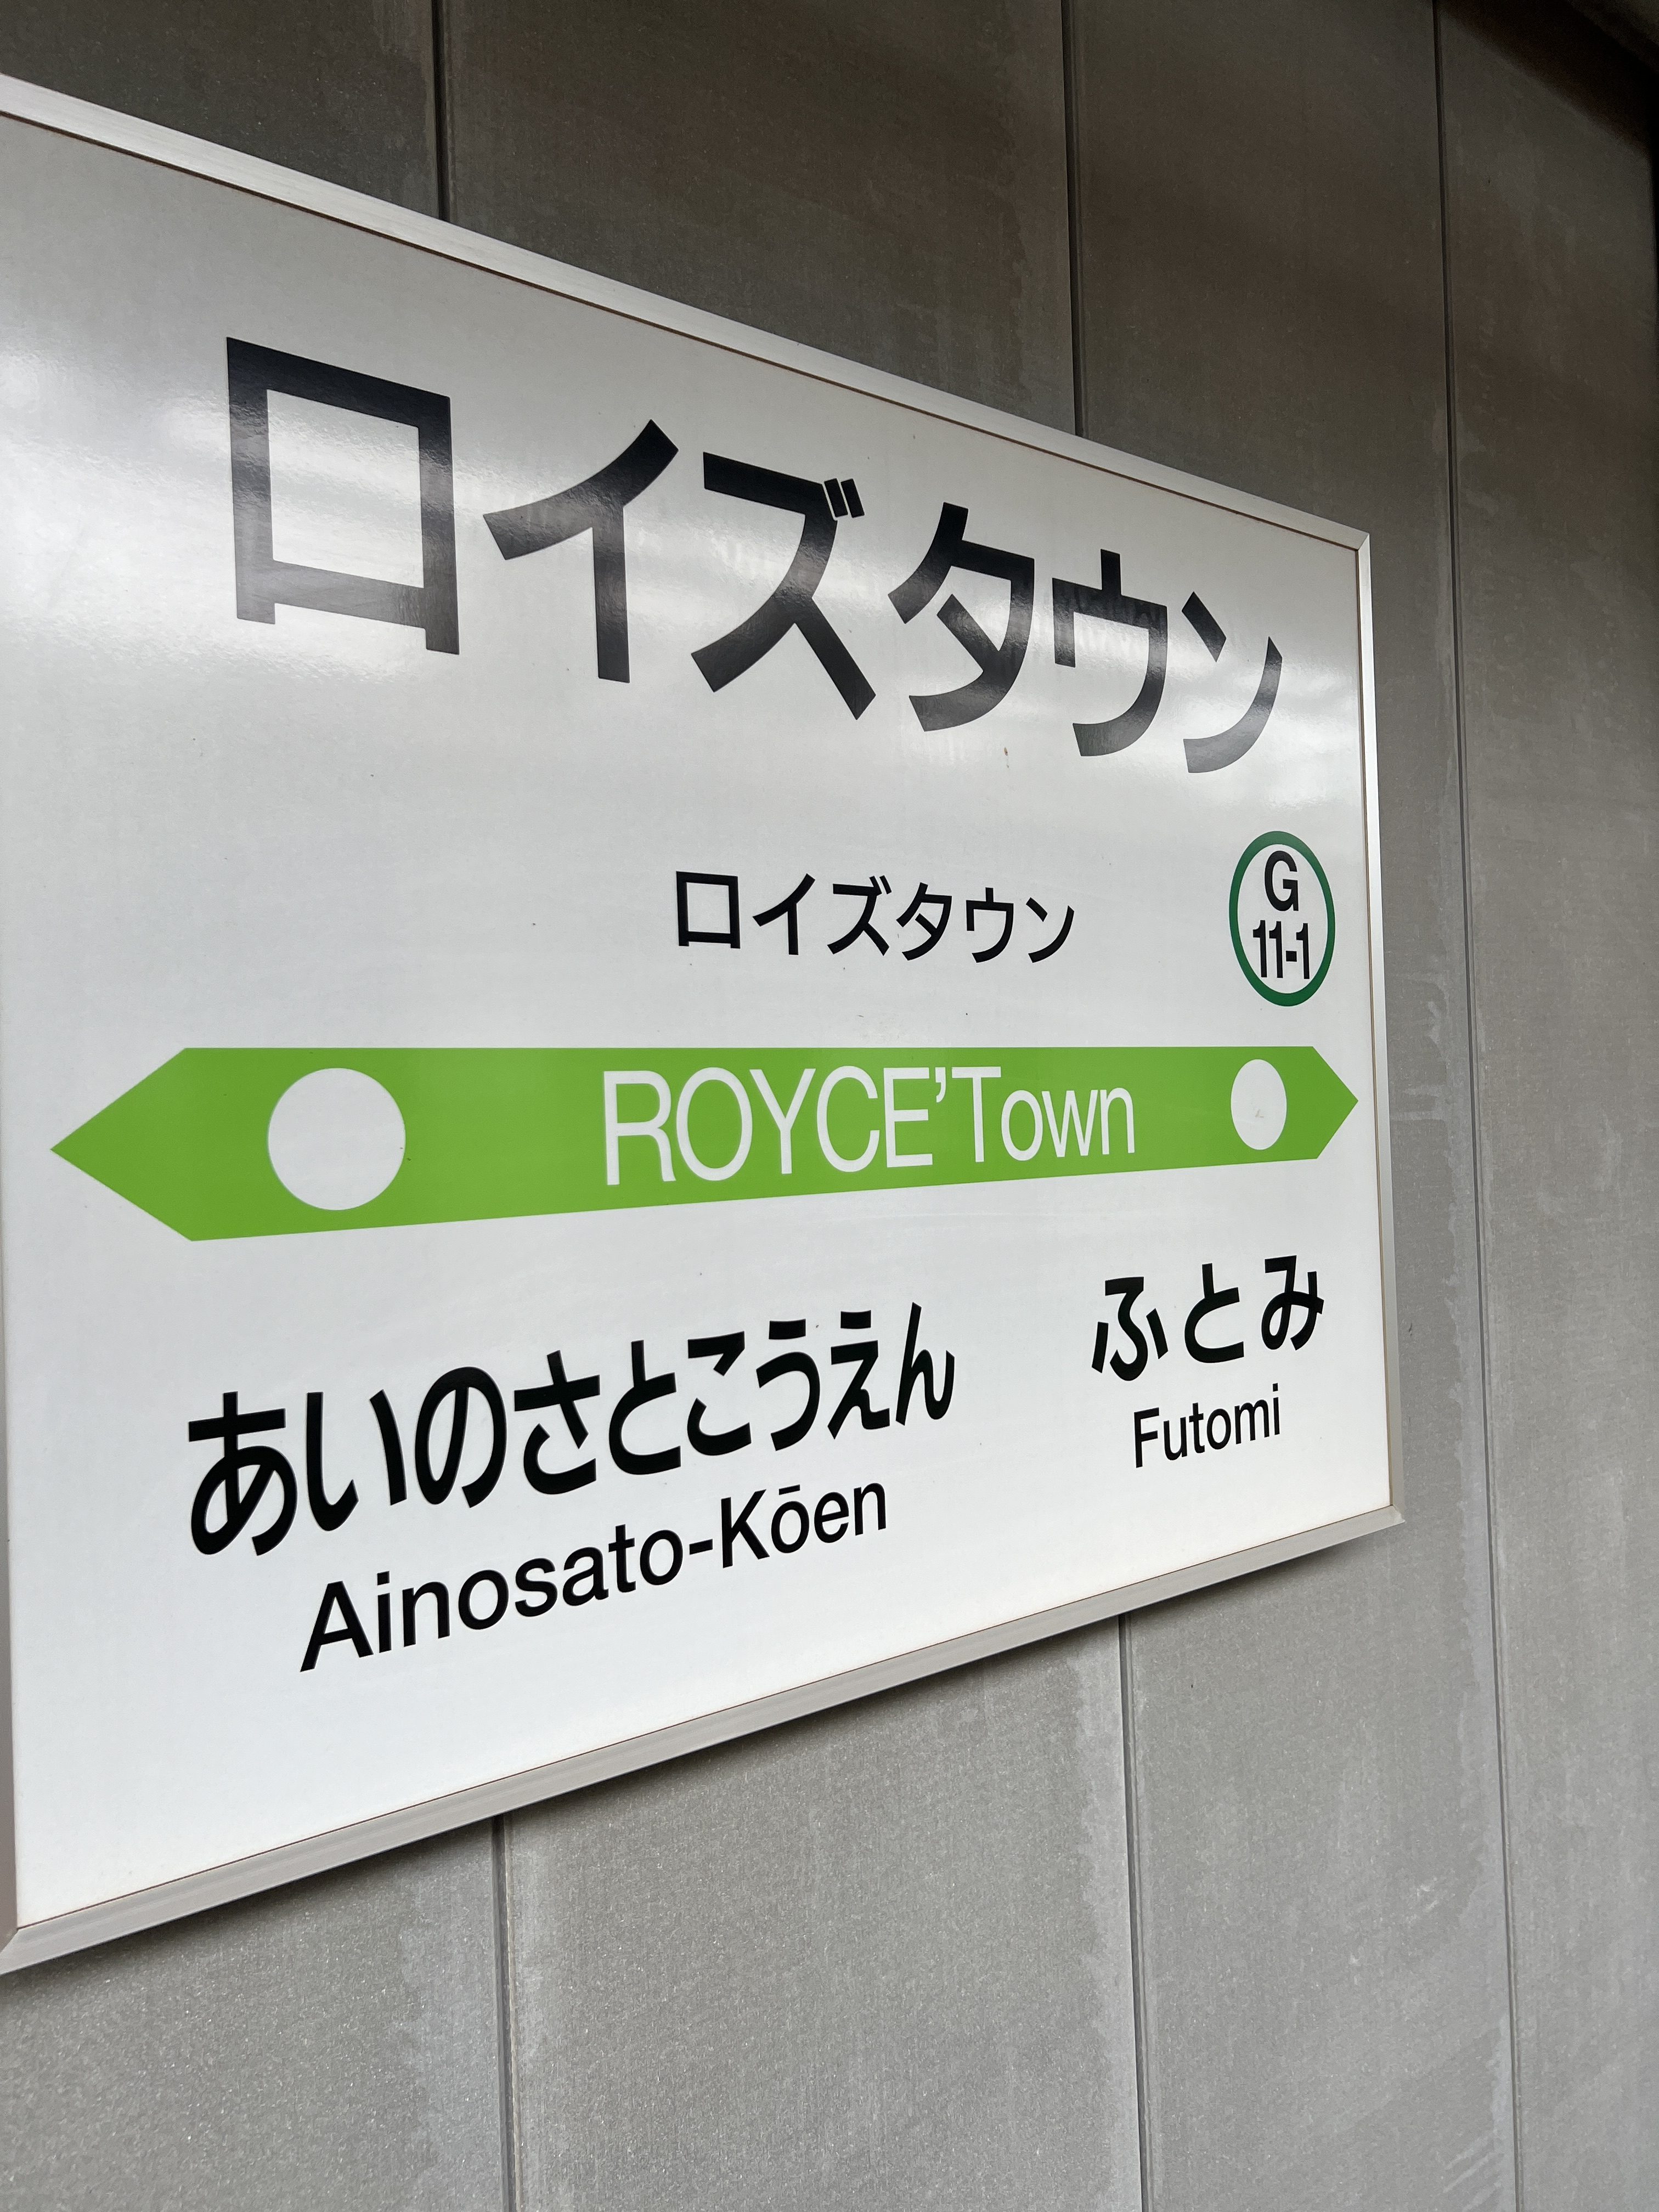 ロイズタウン
ロイズタウン
G
11-1
ROYCE'Town
あいのさとこうえん
Ainosato-Kōen
ふとみ
Futomi